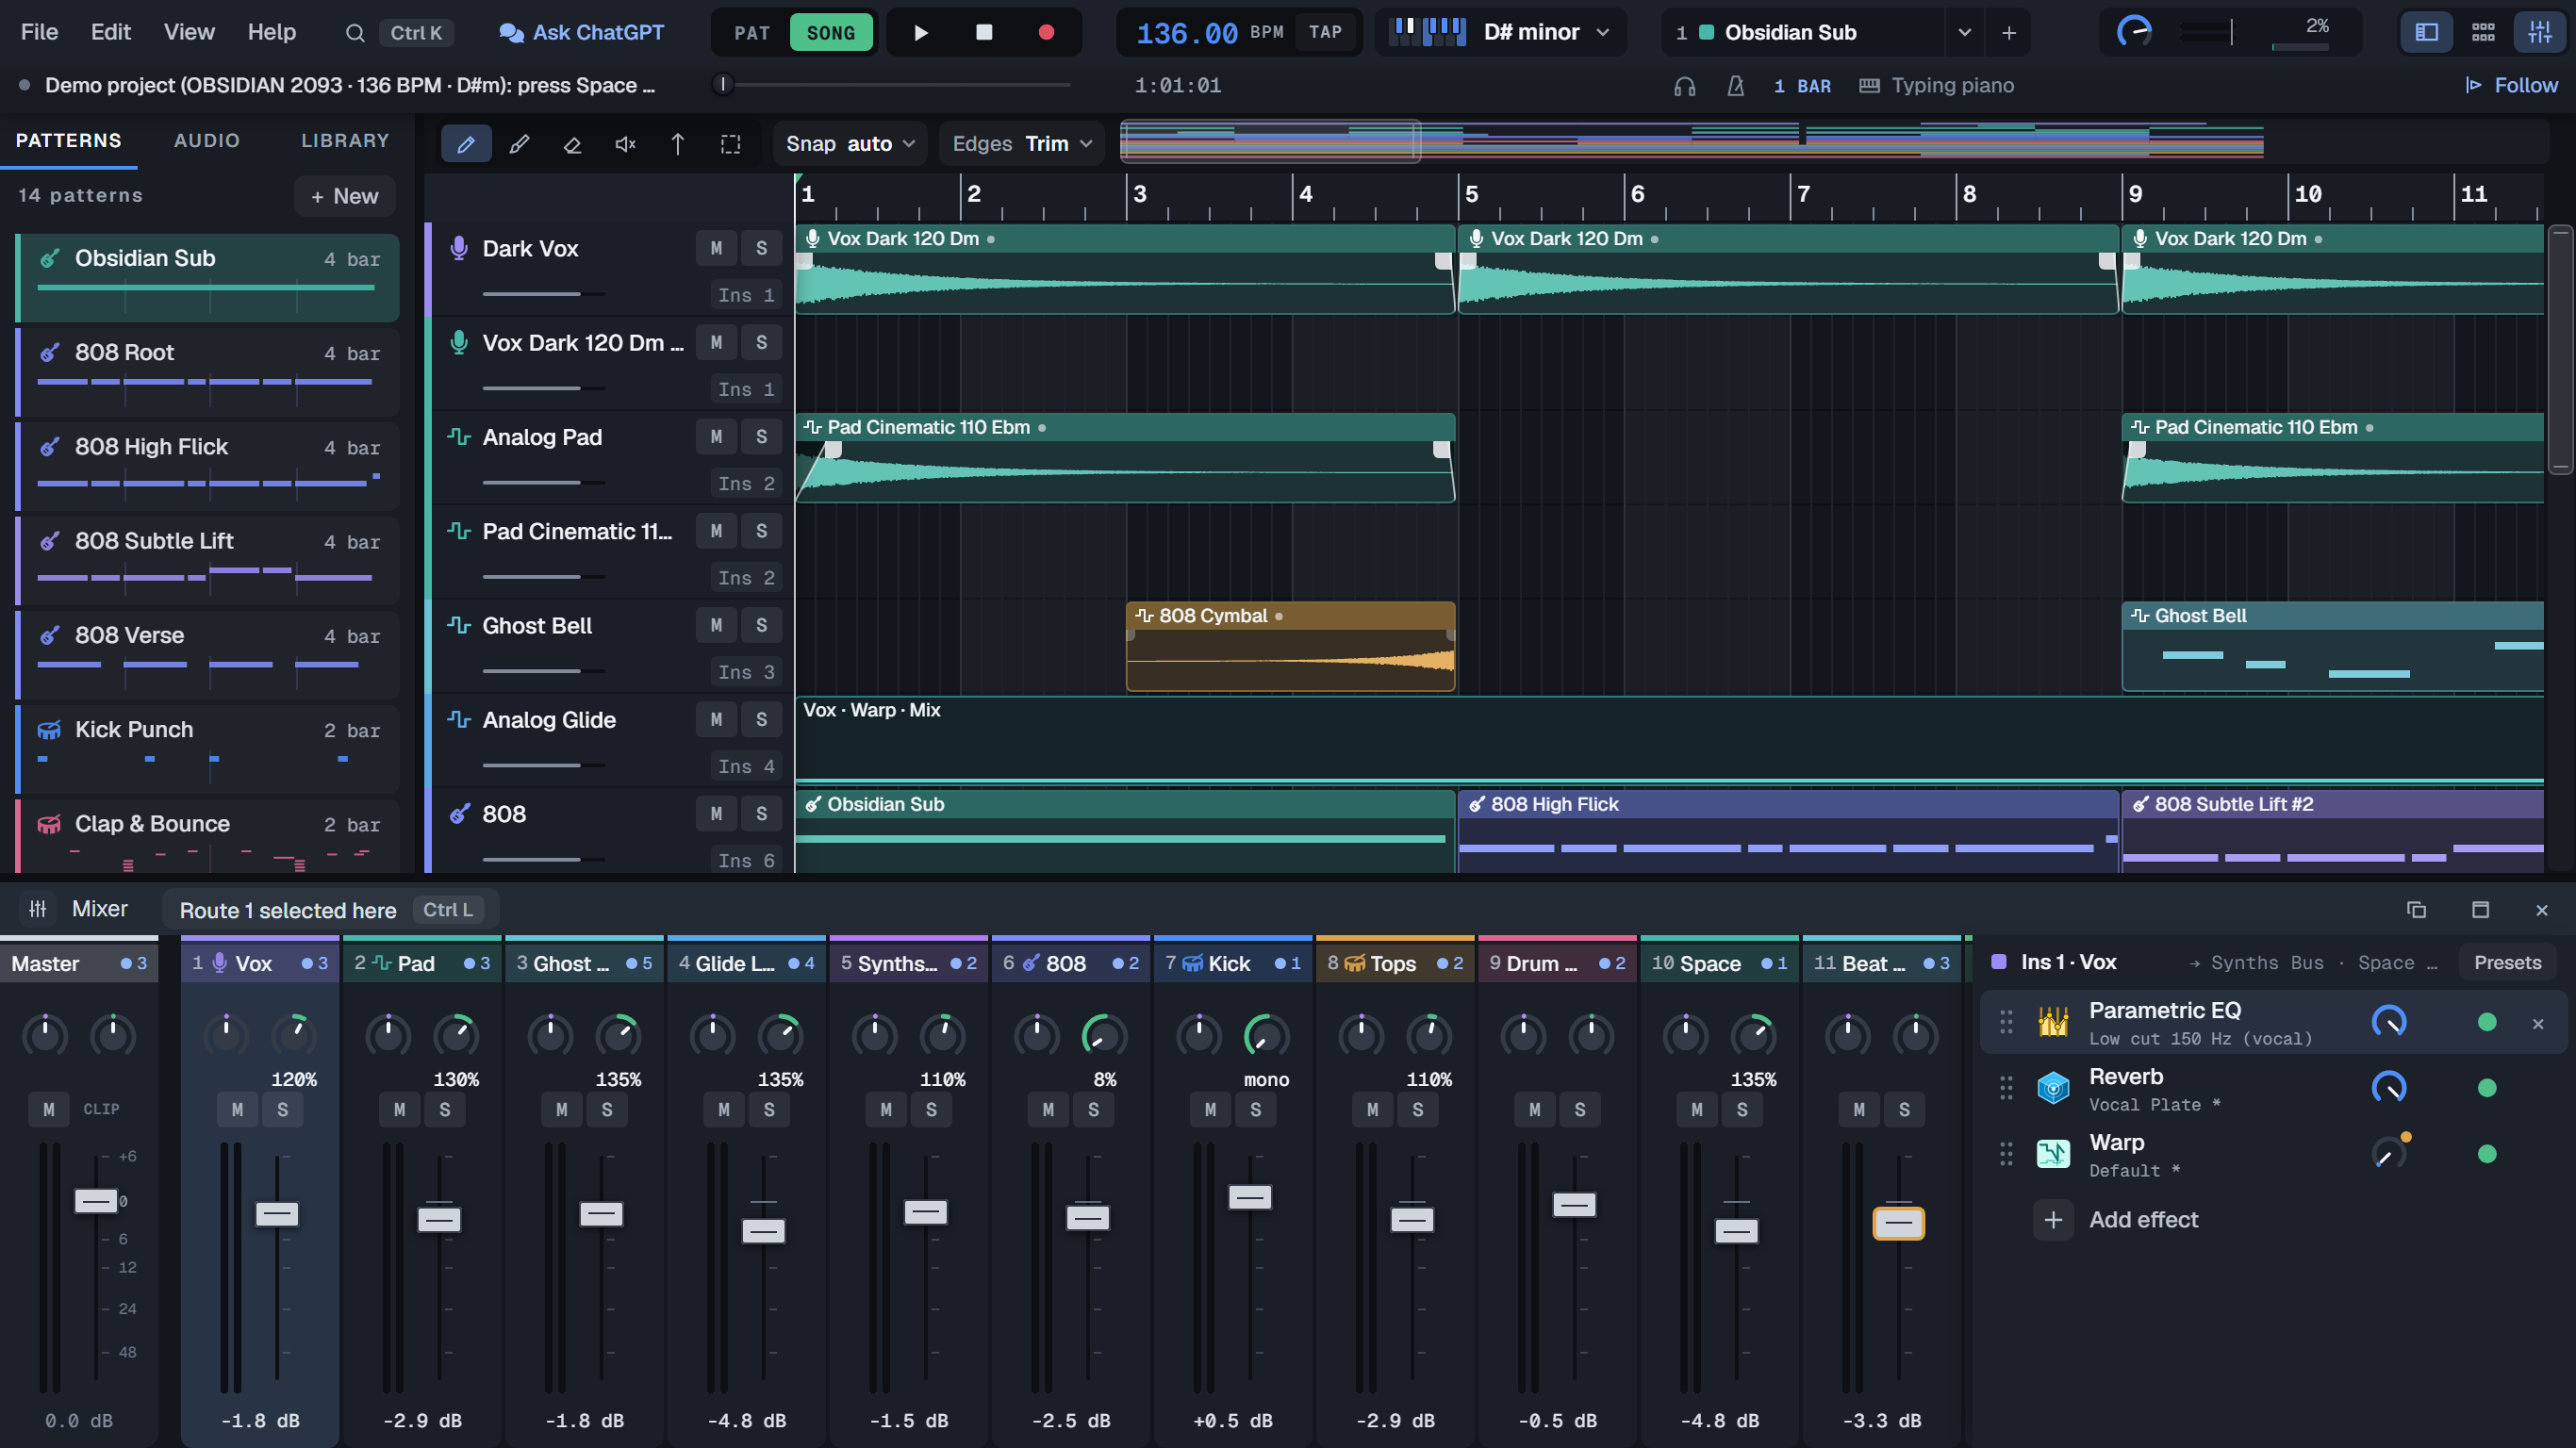 File Edit View Help Ctrl K Ask ChatGPT PAT SONG 136.00 BPM TAP D# minor 1 Obsidian Sub + 2%
Demo project (OBSIDIAN 2093 · 136 BPM · D#m): press Space ... 1:01:01 1 BAR Typing piano Follow
PATTERNS AUDIO LIBRARY
14 patterns + New
Obsidian Sub 4 bar
808 Root 4 bar
808 High Flick 4 bar
808 Subtle Lift 4 bar
808 Verse 4 bar
Kick Punch 2 bar
Clap & Bounce 2 bar
Snap auto Edges Trim
1 2 3 4 5 6 7 8 9 10 11
Dark Vox M S
Ins 1
Vox Dark 120 Dm Vox Dark 120 Dm Vox Dark 120 Dm
Vox Dark 120 Dm ... M S
Ins 1
Analog Pad M S
Ins 2
Pad Cinematic 110 Ebm Pad Cinematic 110 Ebm
Pad Cinematic 11... M S
Ins 2
Ghost Bell M S
Ins 3
808 Cymbal Ghost Bell
Analog Glide M S
Ins 4
Vox · Warp · Mix
808 M S
Ins 6
Obsidian Sub 808 High Flick 808 Subtle Lift #2
Mixer Route 1 selected here Ctrl L
Master 3 1 Vox 3 2 Pad 3 3 Ghost ... 5 4 Glide L... 4 5 Synths... 2 6 808 2 7 Kick 1 8 Tops 2 9 Drum ... 2 10 Space 1 11 Beat ... 3
120% 130% 135% 135% 110% 8% mono 110% 135%
M CLIP M S M S M S M S M S M S M S M S M S M S M S
+6
0
6
12
24
48
0.0 dB -1.8 dB -2.9 dB -1.8 dB -4.8 dB -1.5 dB -2.5 dB +0.5 dB -2.9 dB -0.5 dB -4.8 dB -3.3 dB
Ins 1 · Vox → Synths Bus · Space ... Presets
Parametric EQ
Low cut 150 Hz (vocal)
Reverb
Vocal Plate *
Warp
Default *
+ Add effect